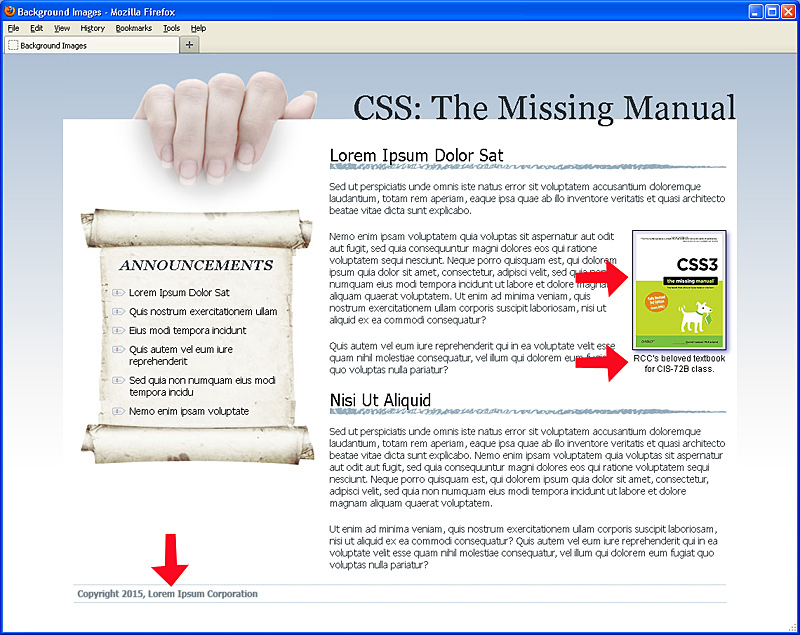 Background Images - Mozilla Firefox
File Edit View History Bookmarks Tools Help
Background Images
CSS: The Missing Manual
Lorem Ipsum Dolor Sat
Sed ut perspiciatis unde omnis iste natus error sit voluptatem accusantium doloremque
laudantium, totam rem aperiam, eaque ipsa quae ab illo inventore veritatis et quasi architecto
beatae vitae dicta sunt explicabo.
Nemo enim ipsam voluptatem quia voluptas sit aspernatur aut odit
aut fugit, sed quia consequuntur magni dolores eos qui ratione
voluptatem sequi nesciunt. Neque porro quisquam est, qui dolorem
ipsum quia dolor sit amet, consectetur, adipisci velit, sed quia
numquam eius modi tempora incidunt ut labore et dolore magnam
aliquam quaerat voluptatem. Ut enim ad minima veniam, quis
nostrum exercitationem ullam corporis suscipit laboriosam, nisi ut
aliquid ex ea commodi consequatur?
Quis autem vel eum iure reprehenderit qui in ea voluptate velit esse
quam nihil molestiae consequatur, vel illum qui dolorem eum
quo voluptas nulla pariatur?
CSS3
the missing manual
RCC's beloved textbook
for CIS-72B class.
ANNOUNCEMENTS
Lorem Ipsum Dolor Sat
Quis nostrum exercitationem ullam
Eius modi tempora incidunt
Quis autem vel eum iure
reprehenderit
Sed quia non numquam eius modi
tempora incidu
Nemo enim ipsam voluptate
Nisi Ut Aliquid
Sed ut perspiciatis unde omnis iste natus error sit voluptatem accusantium doloremque
laudantium, totam rem aperiam, eaque ipsa quae ab illo inventore veritatis et quasi architecto
beatae vitae dicta sunt explicabo. Nemo enim ipsam voluptatem quia voluptas sit aspernatur
aut odit aut fugit, sed quia consequuntur magni dolores eos qui ratione voluptatem sequi
nesciunt. Neque porro quisquam est, qui dolorem ipsum quia dolor sit amet, consectetur,
adipisci velit, sed quia non numquam eius modi tempora incidunt ut labore et dolore
magnam aliquam quaerat voluptatem.
Ut enim ad minima veniam, quis nostrum exercitationem ullam corporis suscipit laboriosam,
nisi ut aliquid ex ea commodi consequatur? Quis autem vel eum iure reprehenderit qui in ea
voluptate velit esse quam nihil molestiae consequatur, vel illum qui dolorem eum fugiat quo
voluptas nulla pariatur?
Copyright 2015, Lorem Ipsum Corporation